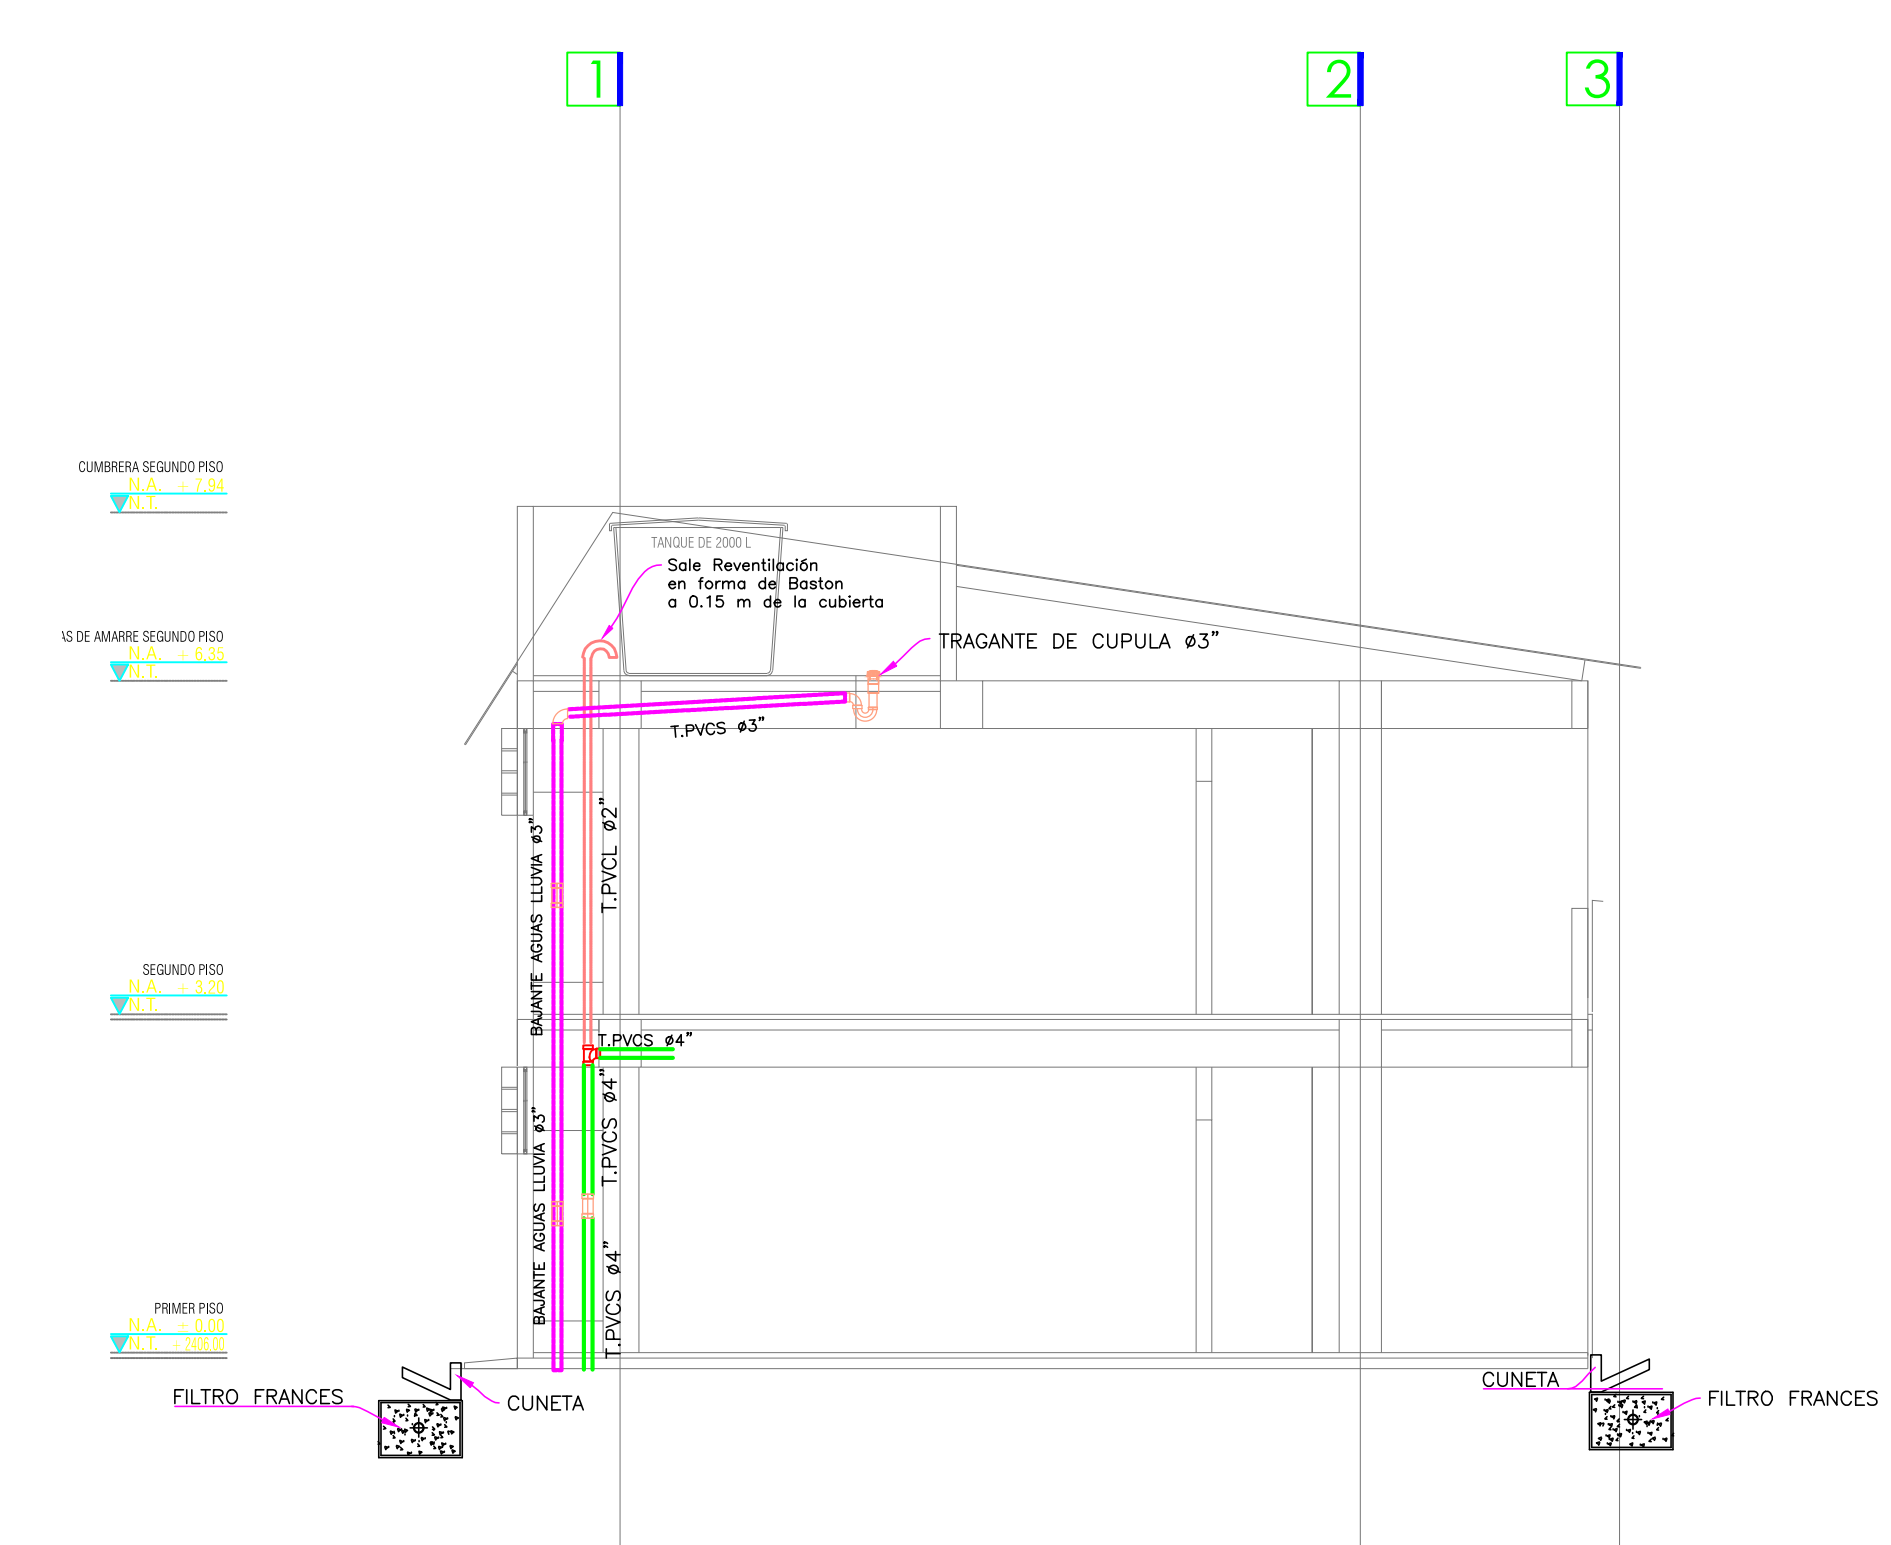 1
2
3
CUMBRERA SEGUNDO PISO
N.A. + 7,94
N.T.
TANQUE DE 2000 L
Sale Reventilación
en forma de Baston
a 0.15 m de la cubierta
AS DE AMARRE SEGUNDO PISO
N.A. + 6,35
N.T.
TRAGANTE DE CUPULA ø3"
T.PVCS ø3"
BAJANTE AGUAS LLUVIA ø3"
T.PVCL ø2"
SEGUNDO PISO
N.A. + 3,20
N.T.
T.PVCS ø4"
T.PVCS ø4"
BAJANTE AGUAS LLUVIA ø3"
T.PVCS ø4"
PRIMER PISO
N.A. + 0,00
N.T. + 2406,00
FILTRO FRANCES
CUNETA
CUNETA
FILTRO FRANCES